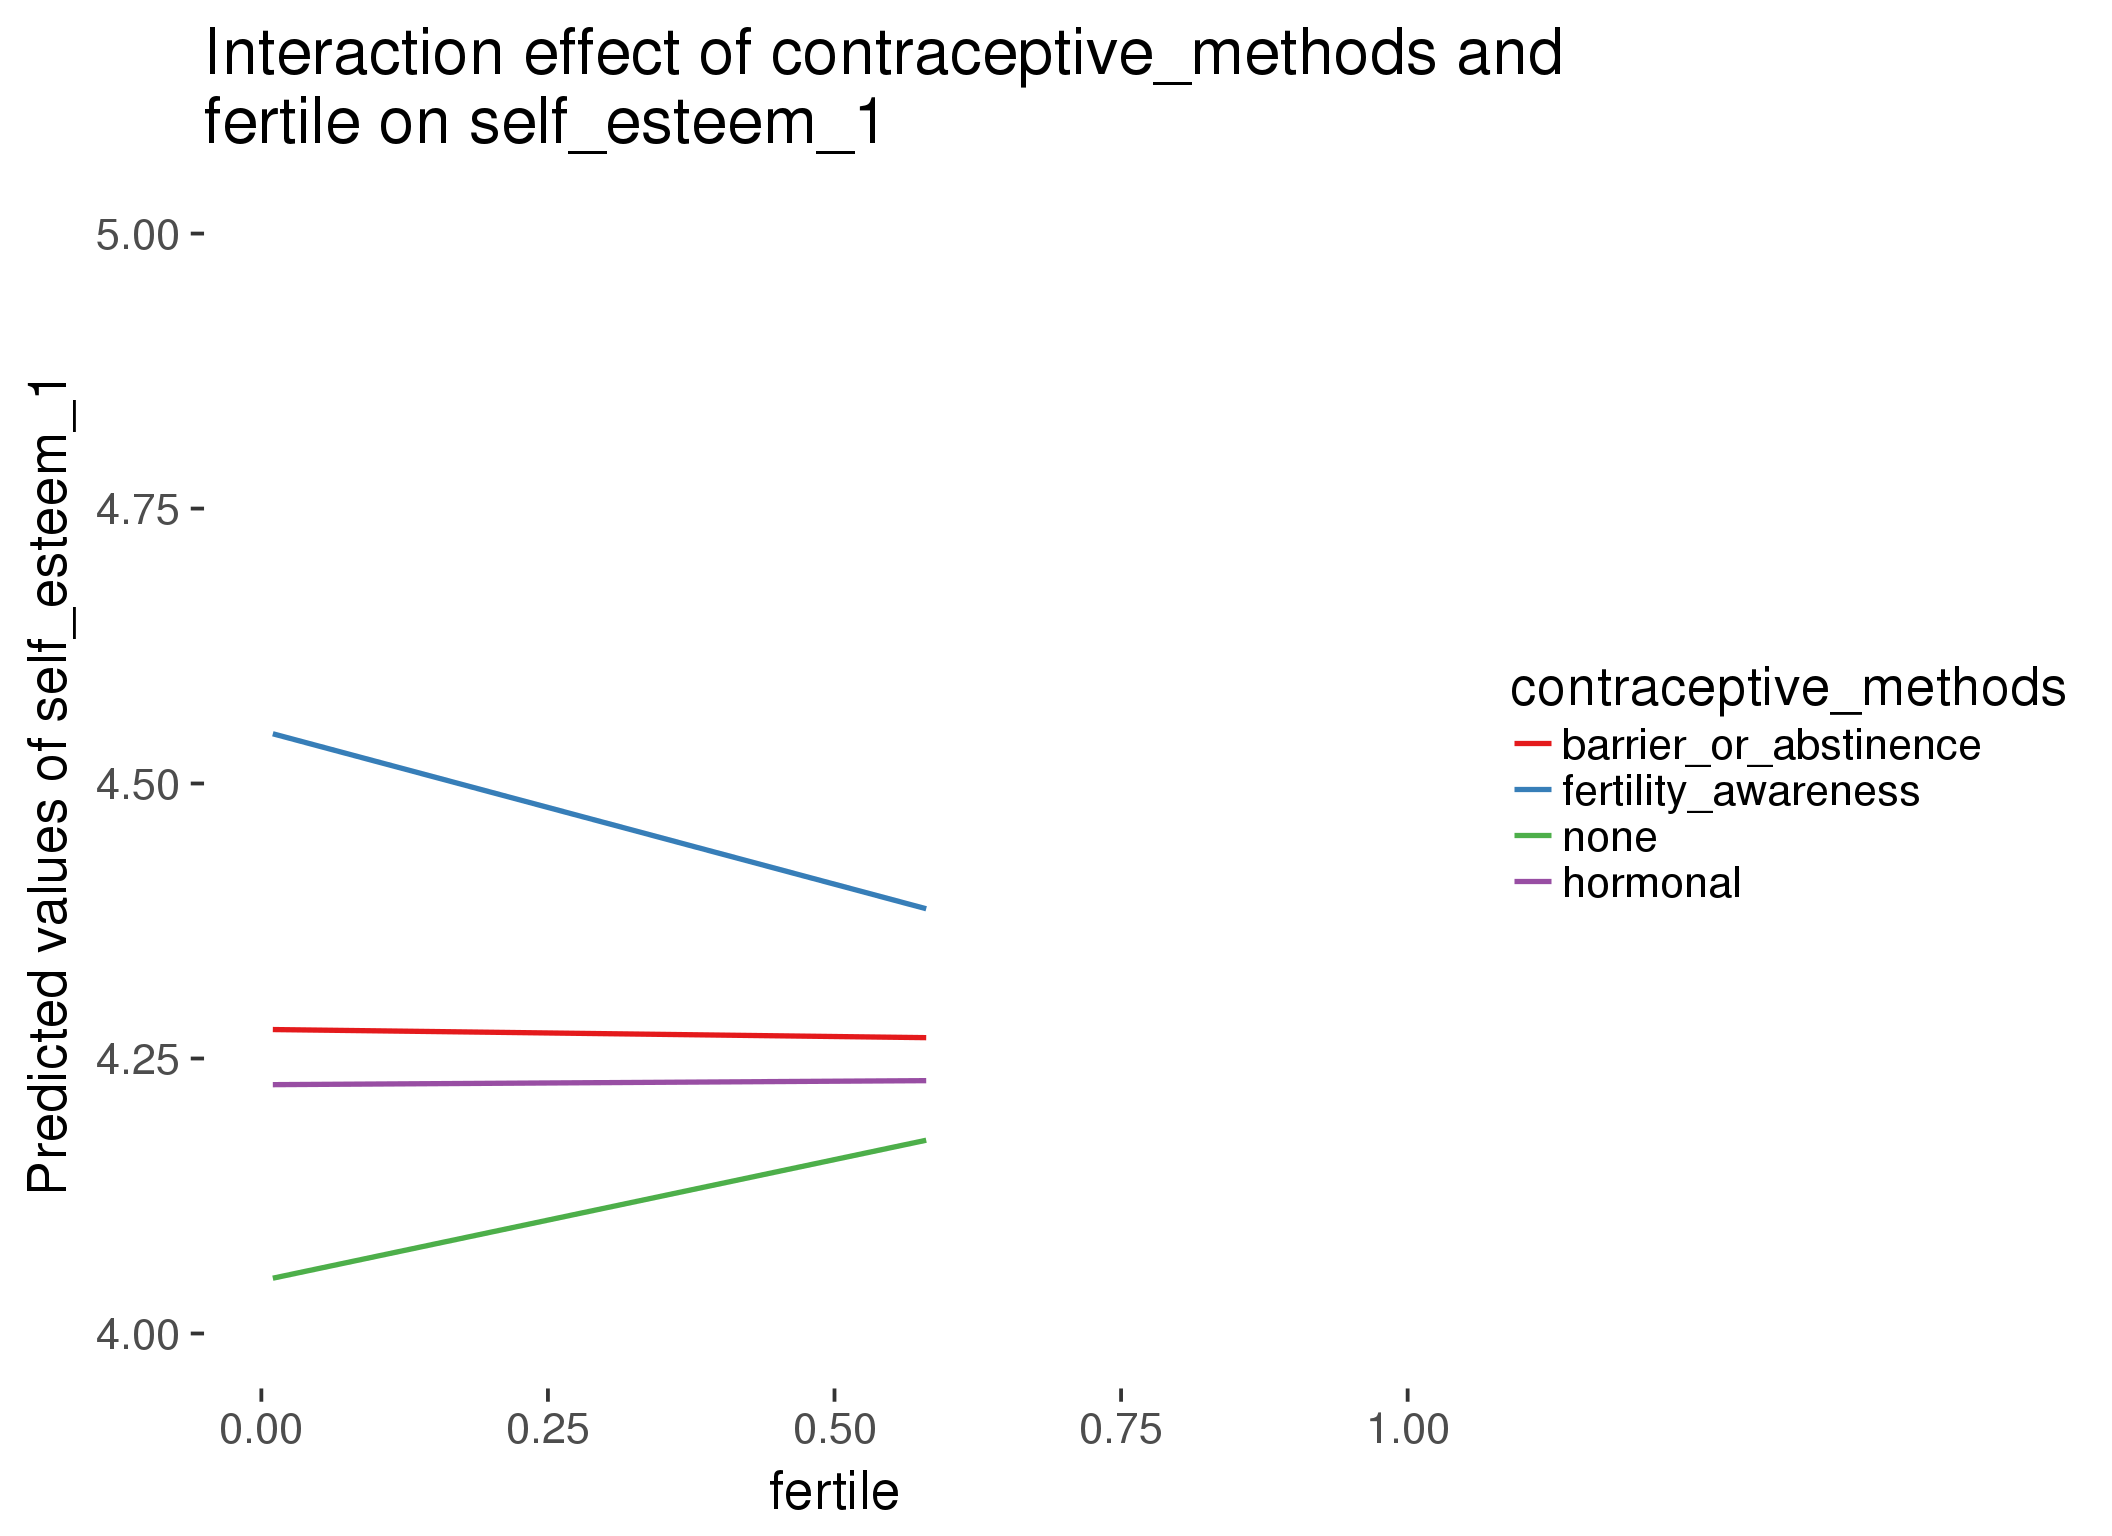 Interaction effect of contraceptive_methods and
fertile on self_esteem_1
Predicted values of self_esteem_1
5.00
4.75
4.50
4.25
4.00
0.00 0.25 0.50 0.75 1.00
fertile
contraceptive_methods
barrier_or_abstinence
fertility_awareness
none
hormonal